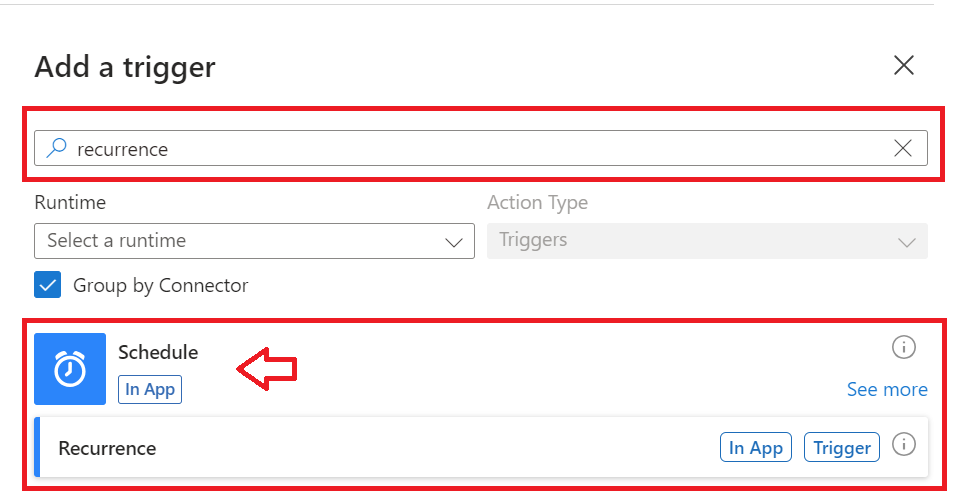 Add a trigger
recurrence
Runtime
Action Type
Select a runtime
Triggers
Group by Connector
Schedule
In App
See more
Recurrence
In App
Trigger